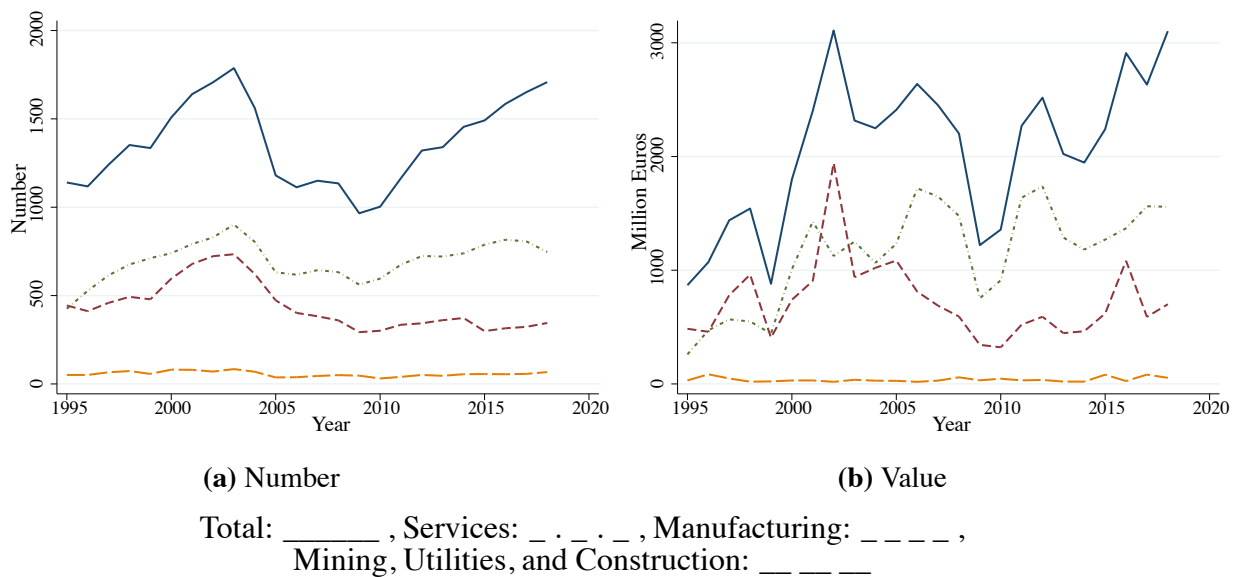 2000
1500
1000
500
0
Number
1995 2000 2005 2010 2015 2020
Year
3000
2000
1000
0
Million Euros
1995 2000 2005 2010 2015 2020
Year
(a) Number
(b) Value
Total: ______ , Services: _ . _ . _ , Manufacturing: _ _ _ _ ,
Mining, Utilities, and Construction: __ __ __